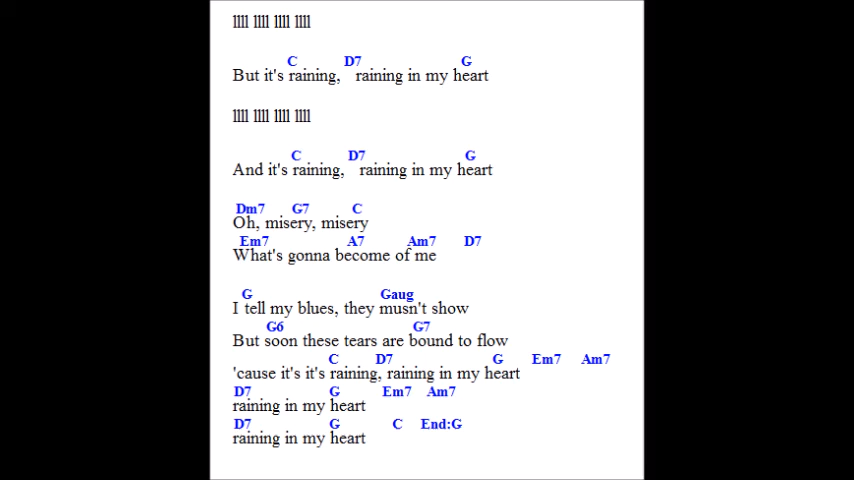 llll llll llll llll
C D7 G
But it's raining, raining in my heart
llll llll llll llll
C D7 G
And it's raining, raining in my heart
Dm7 G7 C
Oh, misery, misery
Em7 A7 Am7 D7
What's gonna become of me
G Gaug
I tell my blues, they musn't show
G6 G7
But soon these tears are bound to flow
C D7 G Em7 Am7
'cause it's it's raining, raining in my heart
D7 G Em7 Am7
raining in my heart
D7 G C End:G
raining in my heart